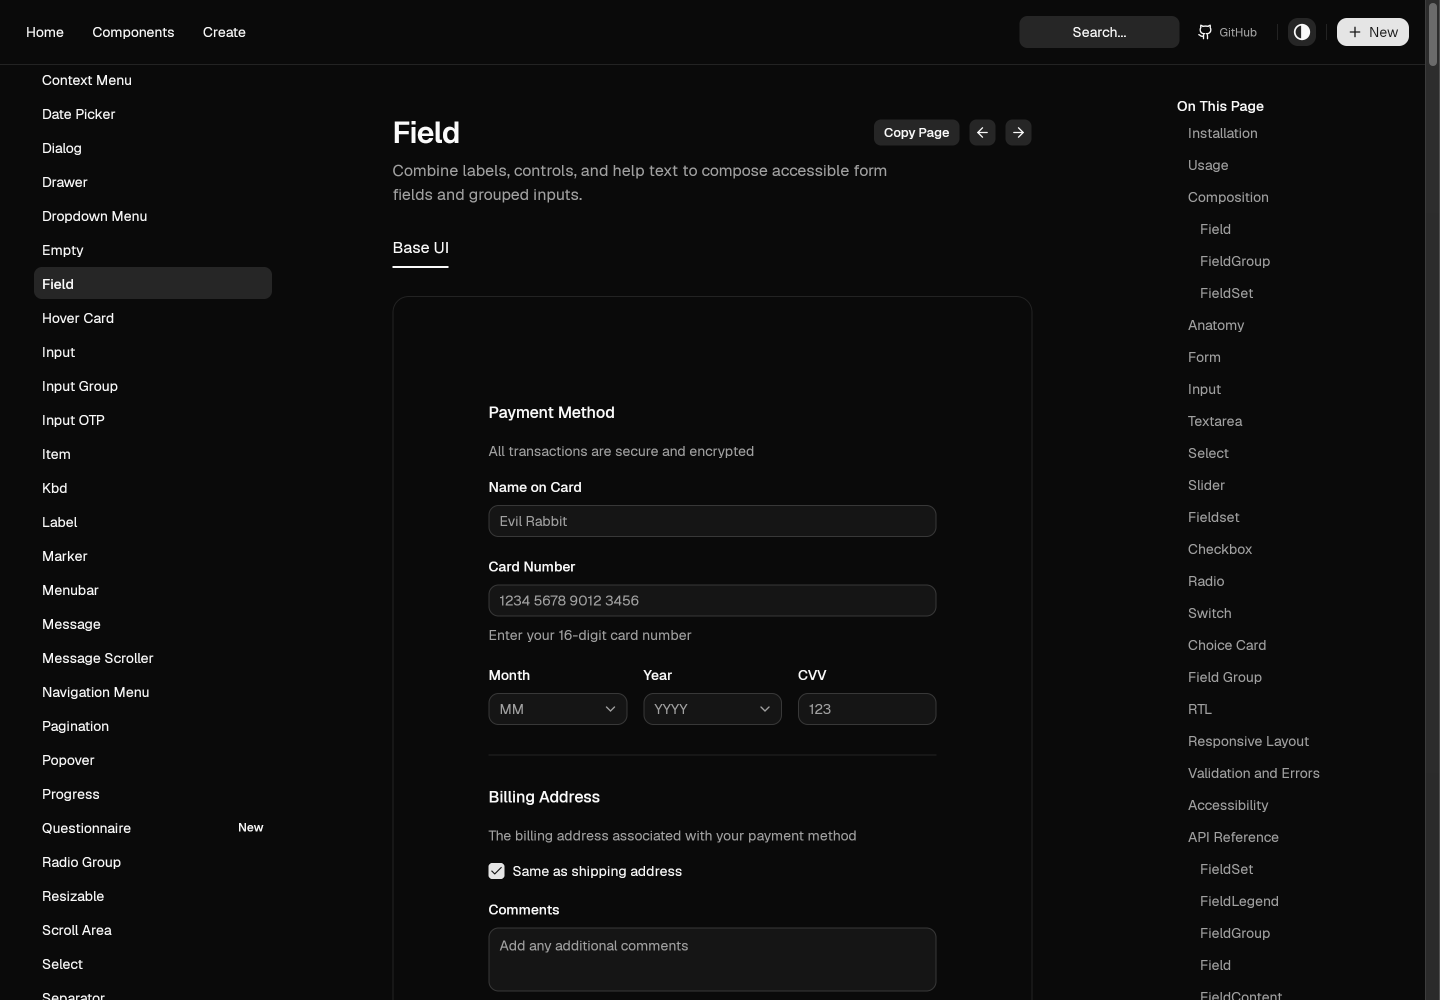 Home
Components
Create
Search...
GitHub
New
Context Menu
Date Picker
Dialog
Drawer
Dropdown Menu
Empty
Field
Hover Card
Input
Input Group
Input OTP
Item
Kbd
Label
Marker
Menubar
Message
Message Scroller
Navigation Menu
Pagination
Popover
Progress
Questionnaire New
Radio Group
Resizable
Scroll Area
Select
Separator
Field
Copy Page
Combine labels, controls, and help text to compose accessible form
fields and grouped inputs.
Base UI
Payment Method
All transactions are secure and encrypted
Name on Card
Evil Rabbit
Card Number
1234 5678 9012 3456
Enter your 16-digit card number
Month Year CVV
MM YYYY 123
Billing Address
The billing address associated with your payment method
Same as shipping address
Comments
Add any additional comments
On This Page
Installation
Usage
Composition
Field
FieldGroup
FieldSet
Anatomy
Form
Input
Textarea
Select
Slider
Fieldset
Checkbox
Radio
Switch
Choice Card
Field Group
RTL
Responsive Layout
Validation and Errors
Accessibility
API Reference
FieldSet
FieldLegend
FieldGroup
Field
FieldContent